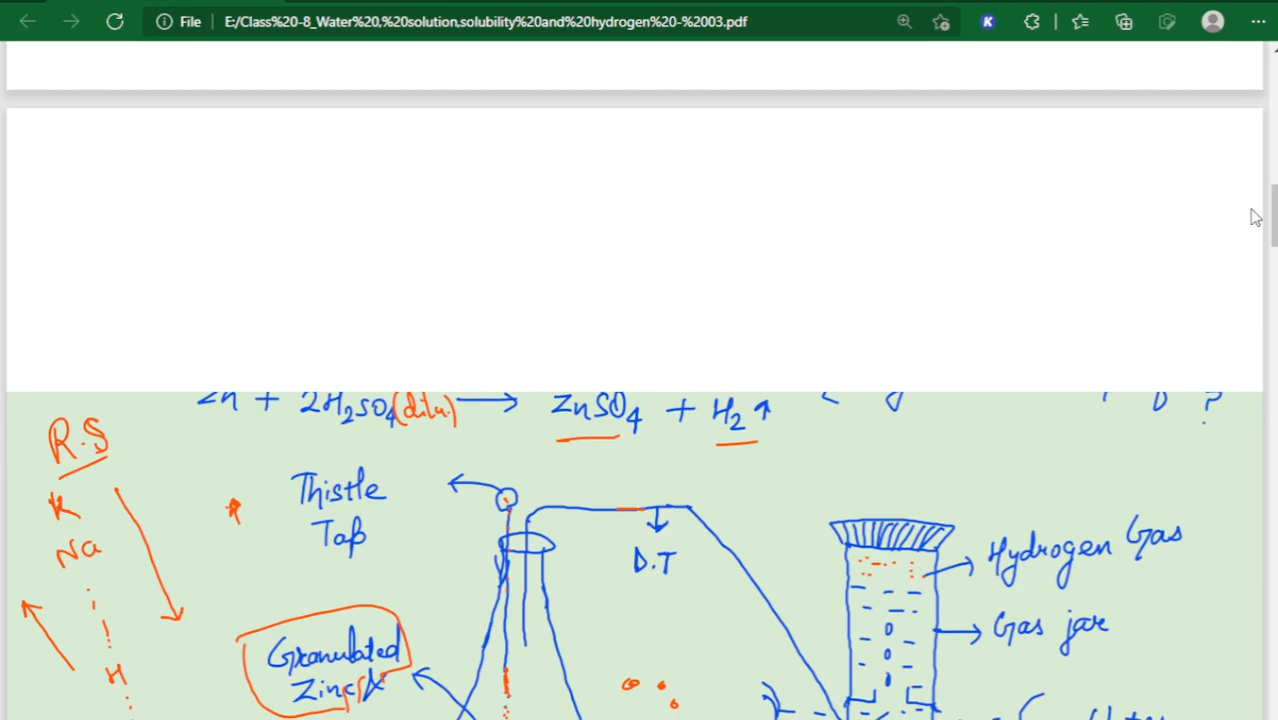 File E:/Class%20-8_Water%20,%20solution,solubility%20and%20hydrogen%20-%2003.pdf
Zn + 2H2SO4(dilu.) → ZnSO4 + H2↑ ?
R.S
K
Na
H
Thistle
Tap
D.T
Hydrogen Gas
Gas jar
Granulated
Zinc
Water